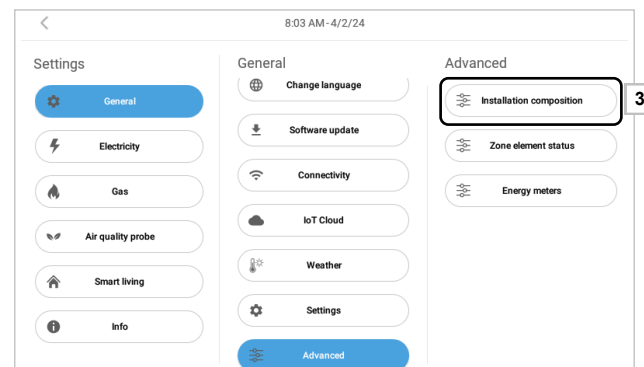 8:03 AM-4/2/24
Settings
General
Electricity
Gas
Air quality probe
Smart living
Info
General
Change language
Software update
Connectivity
IoT Cloud
Weather
Settings
Advanced
Advanced
Installation composition
3
Zone element status
Energy meters